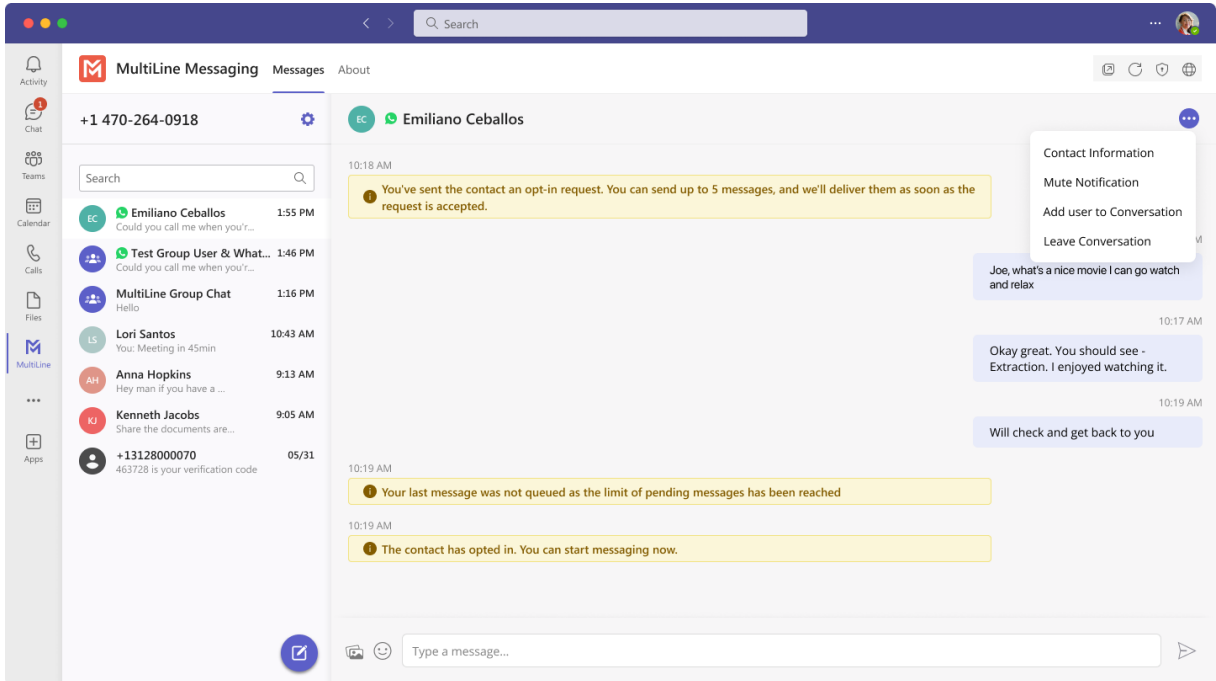 Search
Activity
1
Chat
Teams
Calendar
Calls
Files
MultiLine
Apps
MultiLine Messaging
Messages
About
+1 470-264-0918
Search
EC
Emiliano Ceballos
1:55 PM
Could you call me when you'r...
Test Group User & What...
1:46 PM
Could you call me when you'r...
MultiLine Group Chat
1:16 PM
Hello
LS
Lori Santos
10:43 AM
You: Meeting in 45min
AH
Anna Hopkins
9:13 AM
Hey man if you have a ...
KJ
Kenneth Jacobs
9:05 AM
Share the documents are...
+13128000070
05/31
463728 is your verification code
EC
Emiliano Ceballos
Contact Information
Mute Notification
Add user to Conversation
Leave Conversation
10:18 AM
You've sent the contact an opt-in request. You can send up to 5 messages, and we'll deliver them as soon as the
request is accepted.
M
Joe, what's a nice movie I can go watch
and relax
10:17 AM
Okay great. You should see -
Extraction. I enjoyed watching it.
10:19 AM
Will check and get back to you
10:19 AM
Your last message was not queued as the limit of pending messages has been reached
10:19 AM
The contact has opted in. You can start messaging now.
Type a message...